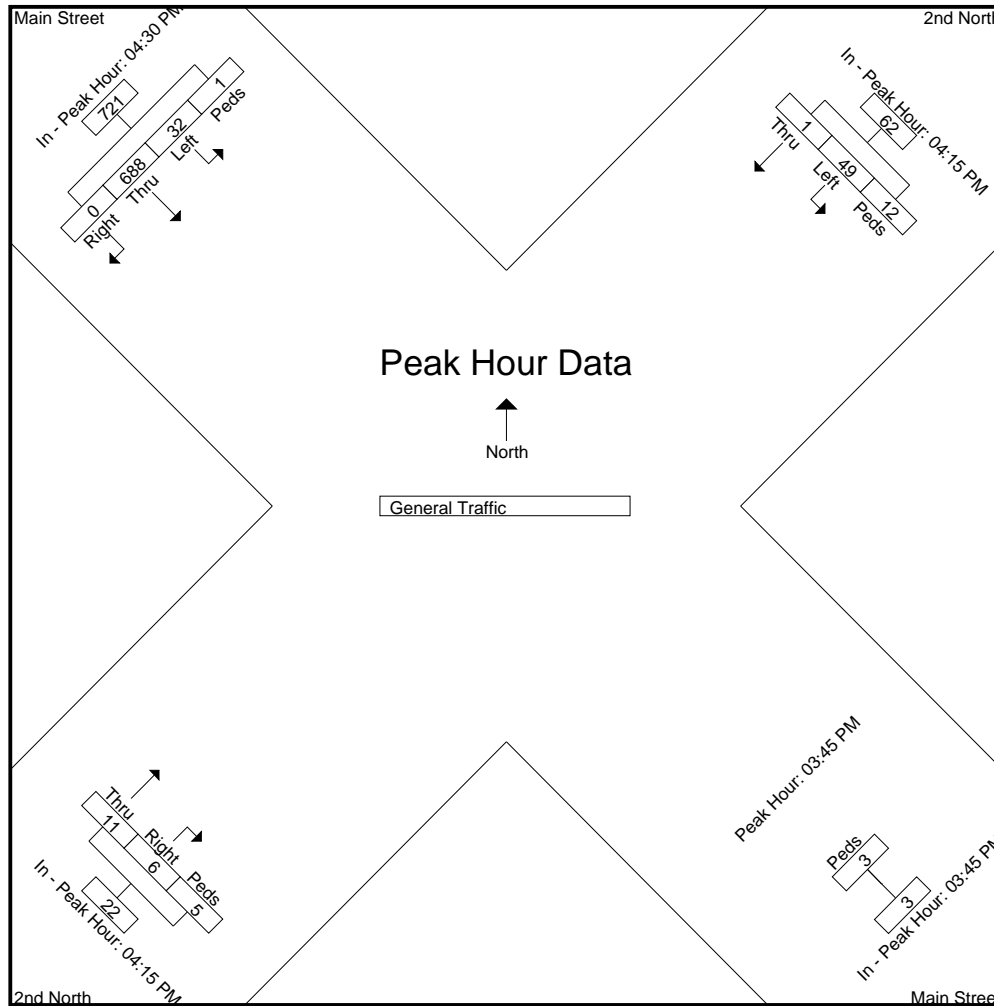 Main Street
2nd North
In - Peak Hour: 04:30 PM
721
0
688
32
1
Right
Thru
Left
Peds
In - Peak Hour: 04:15 PM
62
1
49
12
Thru
Left
Peds
Peak Hour Data
North
General Traffic
Thru
Right
Peds
11
6
5
22
In - Peak Hour: 04:15 PM
2nd North
Peak Hour: 03:45 PM
Peds
3
3
In - Peak Hour: 03:45 PM
Main Stree